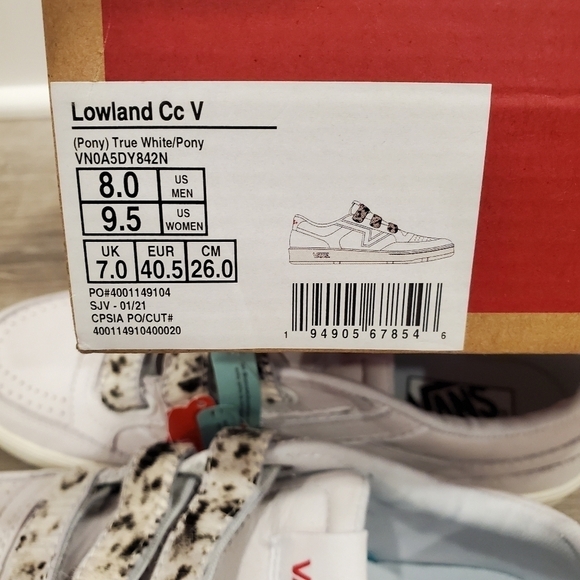 Lowland Cc V
(Pony) True White/Pony
VN0A5DY842N
8.0 US MEN
9.5 US WOMEN
UK 7.0 EUR 40.5 CM 26.0
PO#4001149104
SJV - 01/21
CPSIA PO/CUT#
400114910400020
1 94905 67854 6
VANS